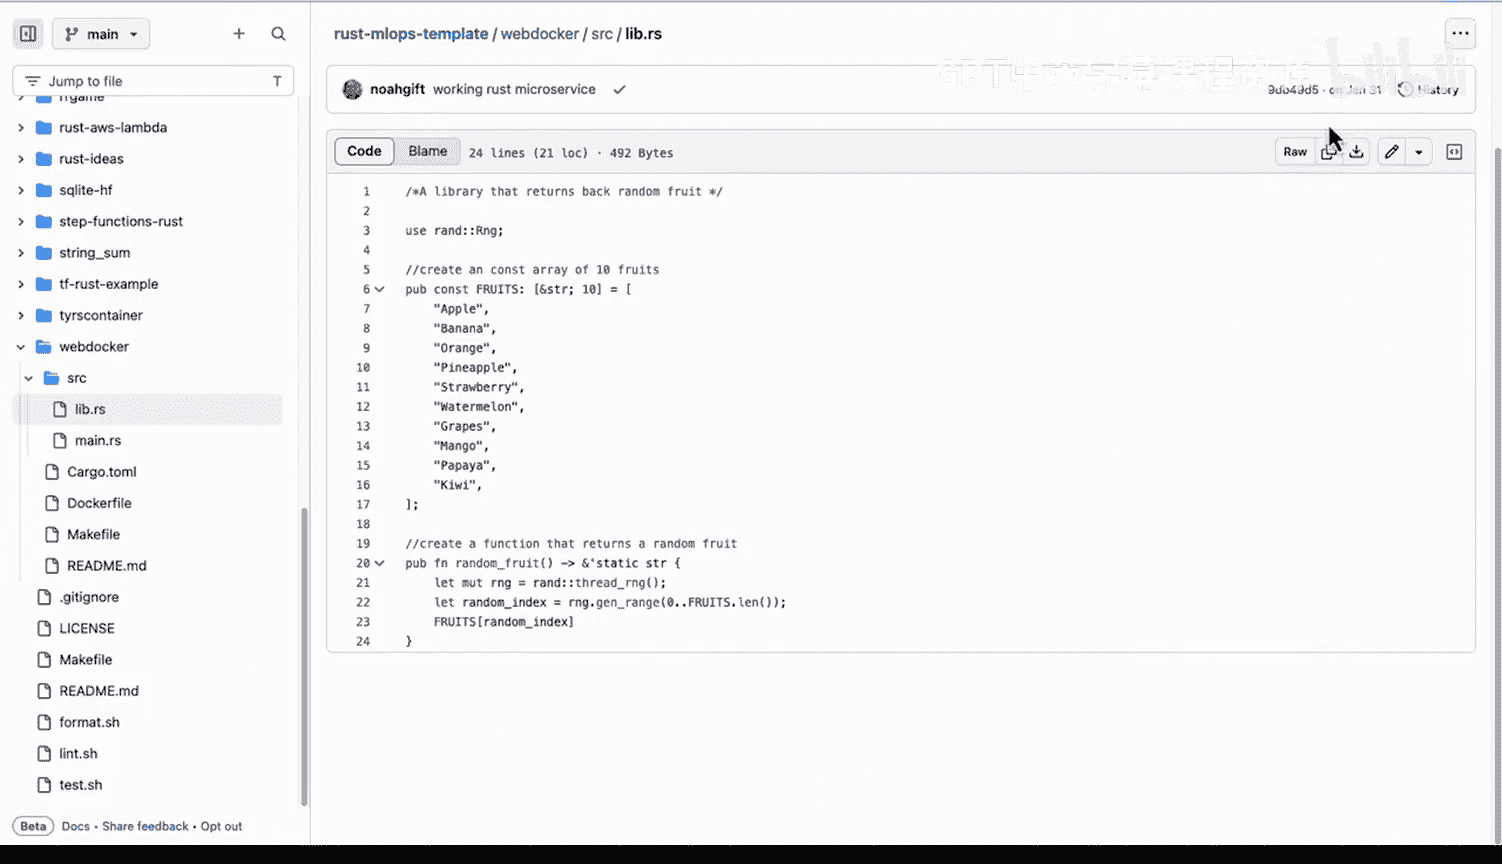 main
Jump to file
T
rrgame
rust-aws-lambda
rust-ideas
sqlite-hf
step-functions-rust
string_sum
tf-rust-example
tyrscontainer
webdocker
src
lib.rs
main.rs
Cargo.toml
Dockerfile
Makefile
README.md
.gitignore
LICENSE
Makefile
README.md
format.sh
lint.sh
test.sh
Beta Docs • Share feedback • Opt out
rust-mlops-template / webdocker / src / lib.rs
noahgift working rust microservice
9db49d5 · on Jan 31 History
Code Blame 24 lines (21 loc) · 492 Bytes Raw
1 /*A library that returns back random fruit */
2
3 use rand::Rng;
4
5 //create an const array of 10 fruits
6 pub const FRUITS: [&str; 10] = [
7 "Apple",
8 "Banana",
9 "Orange",
10 "Pineapple",
11 "Strawberry",
12 "Watermelon",
13 "Grapes",
14 "Mango",
15 "Papaya",
16 "Kiwi",
17 ];
18
19 //create a function that returns a random fruit
20 pub fn random_fruit() -> &'static str {
21 let mut rng = rand::thread_rng();
22 let random_index = rng.gen_range(0..FRUITS.len());
23 FRUITS[random_index]
24 }